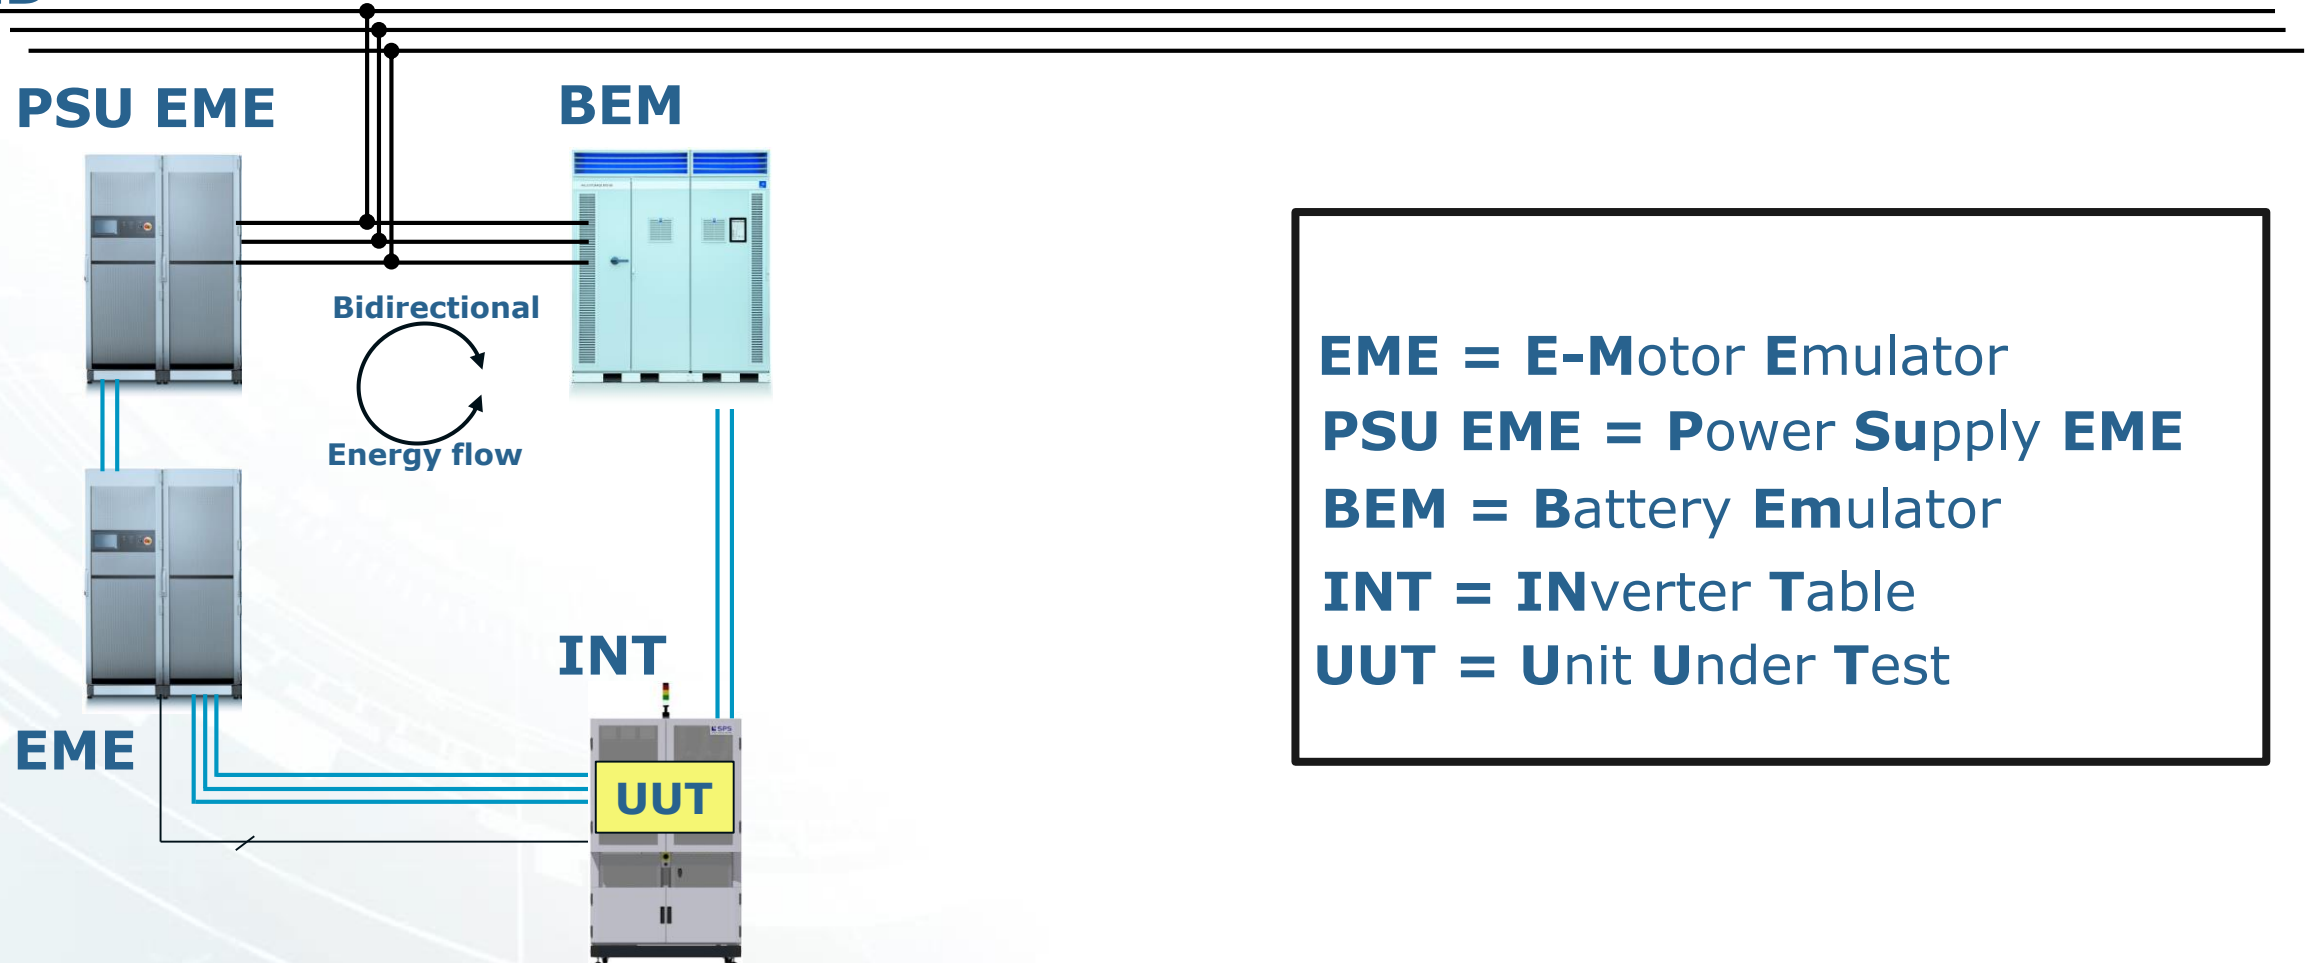 PSU EME
BEM
Bidirectional
Energy flow
INT
EME
SPS
UUT
EME = E-Motor Emulator
PSU EME = Power Supply EME
BEM = Battery Emulator
INT = INverter Table
UUT = Unit Under Test